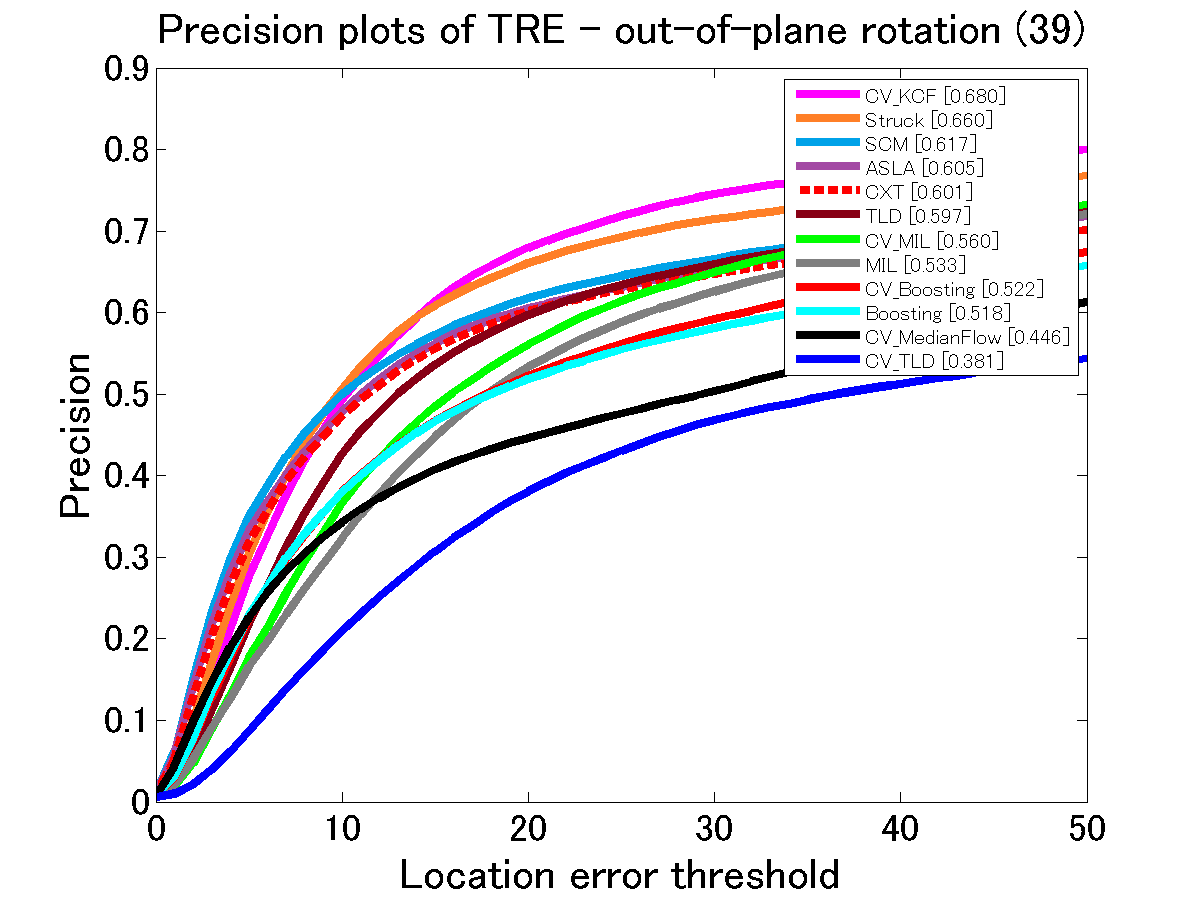 Precision plots of TRE - out-of-plane rotation (39)
0.9
0.8
0.7
0.6
0.5
0.4
0.3
0.2
0.1
0
Precision
CV_KCF [0.680]
Struck [0.660]
SCM [0.617]
ASLA [0.605]
CXT [0.601]
TLD [0.597]
CV_MIL [0.560]
MIL [0.533]
CV_Boosting [0.522]
Boosting [0.518]
CV_MedianFlow [0.446]
CV_TLD [0.381]
0 10 20 30 40 50
Location error threshold